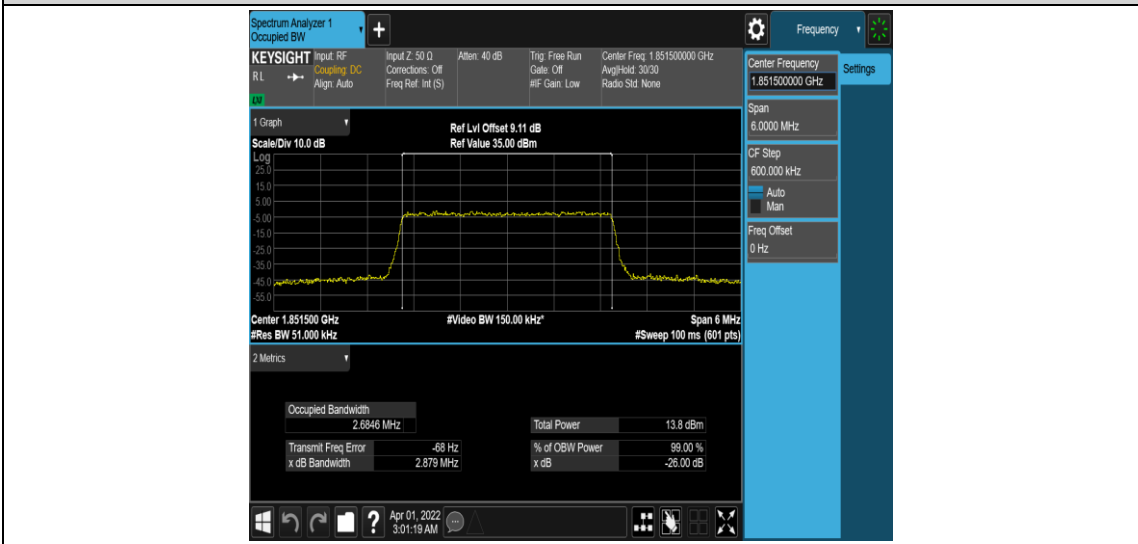 Spectrum Analyzer 1
Occupied BW
+
Frequency
KEYSIGHT
Input: RF
Input Z: 50 Ω
Atten: 40 dB
Trig: Free Run
Center Freq: 1.851500000 GHz
R L
Coupling: DC
Corrections: Off
Gate: Off
Avg|Hold: 30/30
Align: Auto
Freq Ref: Int (S)
#IF Gain: Low
Radio Std: None
Center Frequency
1.851500000 GHz
Settings
Span
6.0000 MHz
CF Step
600.000 kHz
Auto
Man
Freq Offset
0 Hz
1 Graph
Ref Lvl Offset 9.11 dB
Scale/Div 10.0 dB
Ref Value 35.00 dBm
Log
25.0
15.0
5.00
-5.00
-15.0
-25.0
-35.0
-45.0
-55.0
Center 1.851500 GHz
#Video BW 150.00 kHz*
Span 6 MHz
#Res BW 51.000 kHz
#Sweep 100 ms (601 pts)
2 Metrics
Occupied Bandwidth
2.6846 MHz
Total Power
13.8 dBm
Transmit Freq Error
-68 Hz
% of OBW Power
99.00 %
x dB Bandwidth
2.879 MHz
x dB
-26.00 dB
?
Apr 01, 2022
3:01:19 AM